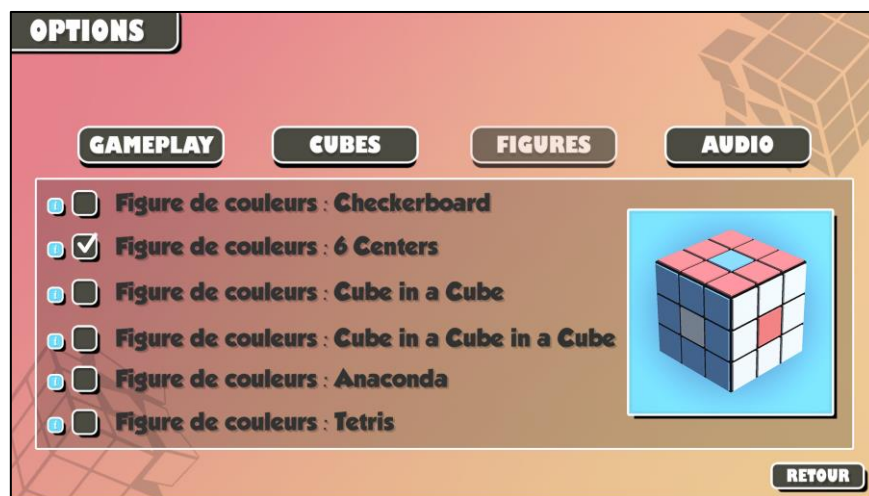 OPTIONS
GAMEPLAY CUBES FIGURES AUDIO
i Figure de couleurs : Checkerboard
i Figure de couleurs : 6 Centers
i Figure de couleurs : Cube in a Cube
i Figure de couleurs : Cube in a Cube in a Cube
i Figure de couleurs : Anaconda
i Figure de couleurs : Tetris
RETOUR